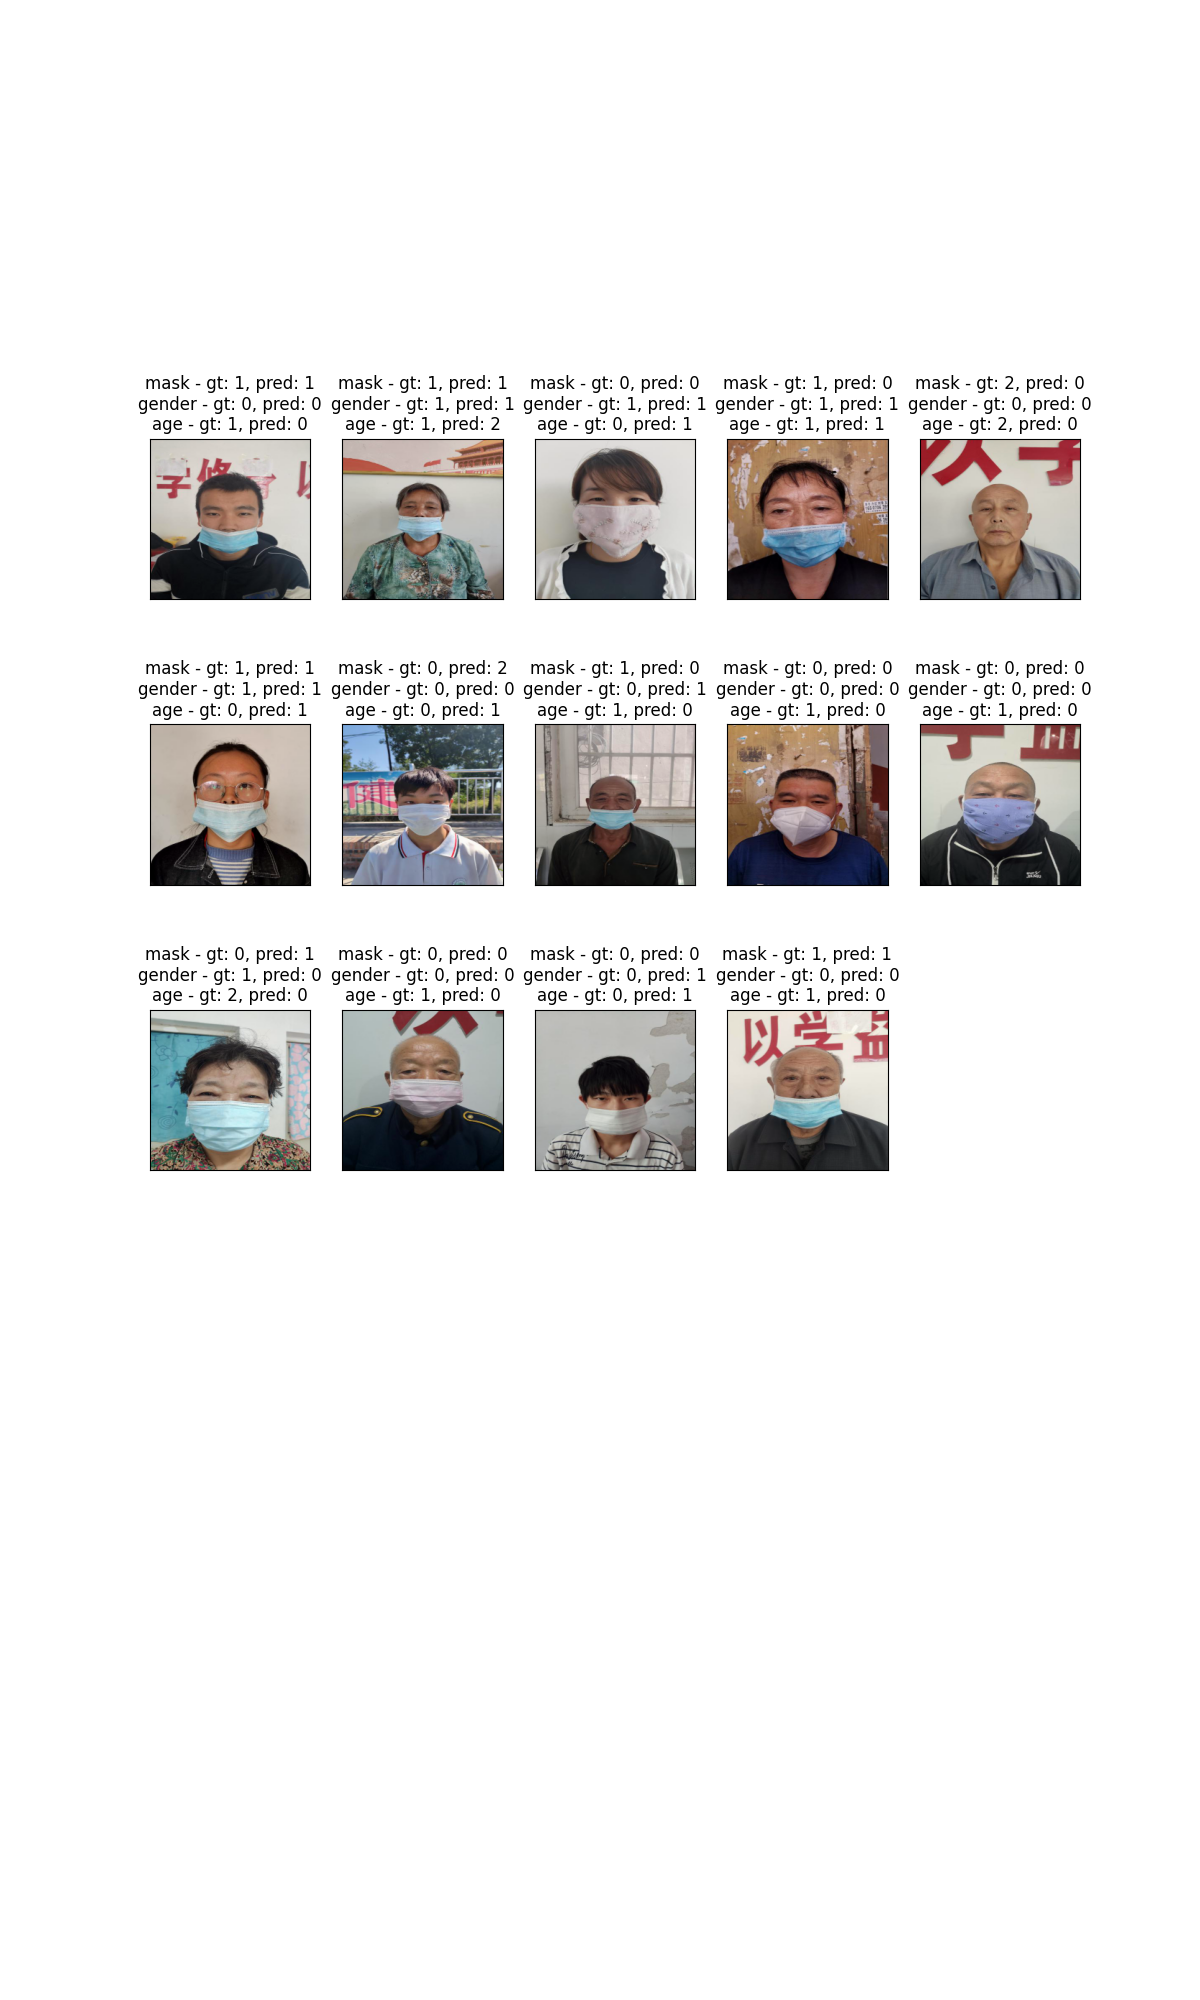 mask - gt: 1, pred: 1
gender - gt: 0, pred: 0
age - gt: 1, pred: 0
mask - gt: 1, pred: 1
gender - gt: 1, pred: 1
age - gt: 1, pred: 2
mask - gt: 0, pred: 0
gender - gt: 1, pred: 1
age - gt: 0, pred: 1
mask - gt: 1, pred: 0
gender - gt: 1, pred: 1
age - gt: 1, pred: 1
mask - gt: 2, pred: 0
gender - gt: 0, pred: 0
age - gt: 2, pred: 0
学修
以
以学
mask - gt: 1, pred: 1
gender - gt: 1, pred: 1
age - gt: 0, pred: 1
mask - gt: 0, pred: 2
gender - gt: 0, pred: 0
age - gt: 0, pred: 1
mask - gt: 1, pred: 0
gender - gt: 0, pred: 1
age - gt: 1, pred: 0
mask - gt: 0, pred: 0
gender - gt: 0, pred: 0
age - gt: 1, pred: 0
mask - gt: 0, pred: 0
gender - gt: 0, pred: 0
age - gt: 1, pred: 0
mask - gt: 0, pred: 1
gender - gt: 1, pred: 0
age - gt: 2, pred: 0
mask - gt: 0, pred: 0
gender - gt: 0, pred: 0
age - gt: 1, pred: 0
mask - gt: 0, pred: 0
gender - gt: 0, pred: 1
age - gt: 0, pred: 1
mask - gt: 1, pred: 1
gender - gt: 0, pred: 0
age - gt: 1, pred: 0
以学益